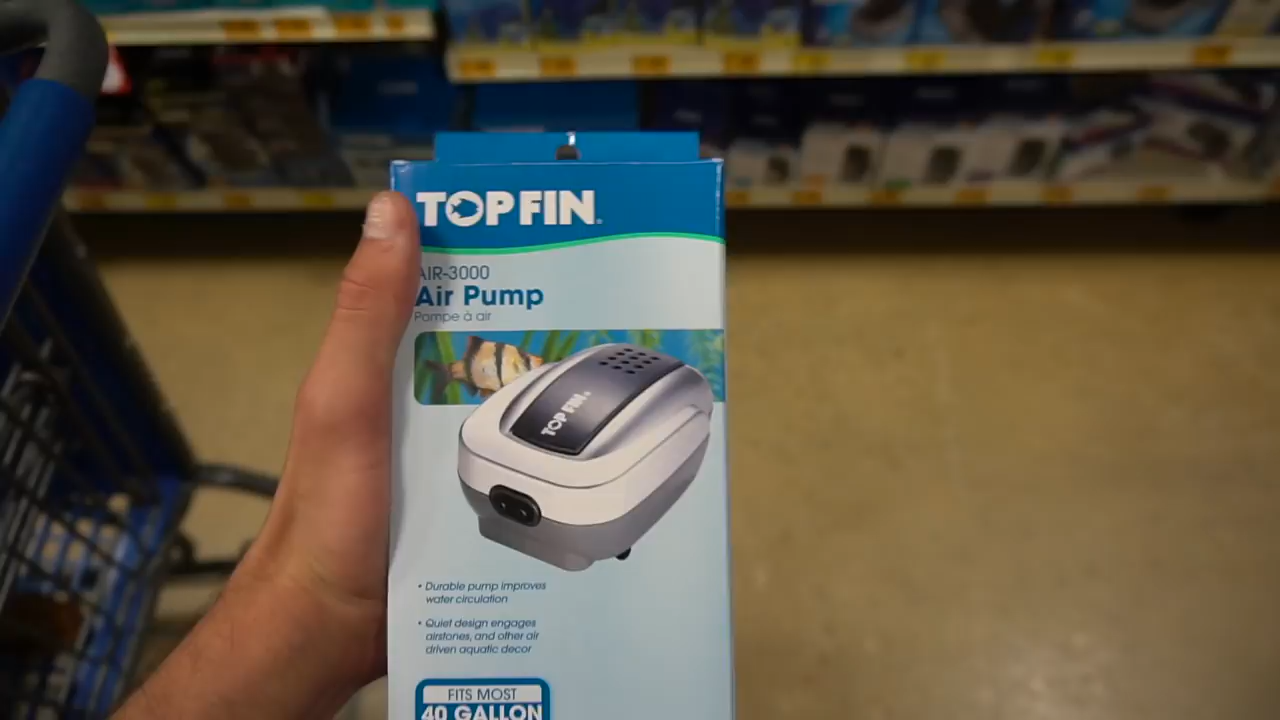 TOP FIN
AIR-3000
Air Pump
Pompe à air
TOP FIN
• Durable pump improves
water circulation
• Quiet design engages
airstones, and other air
driven aquatic decor
FITS MOST
40 GALLON